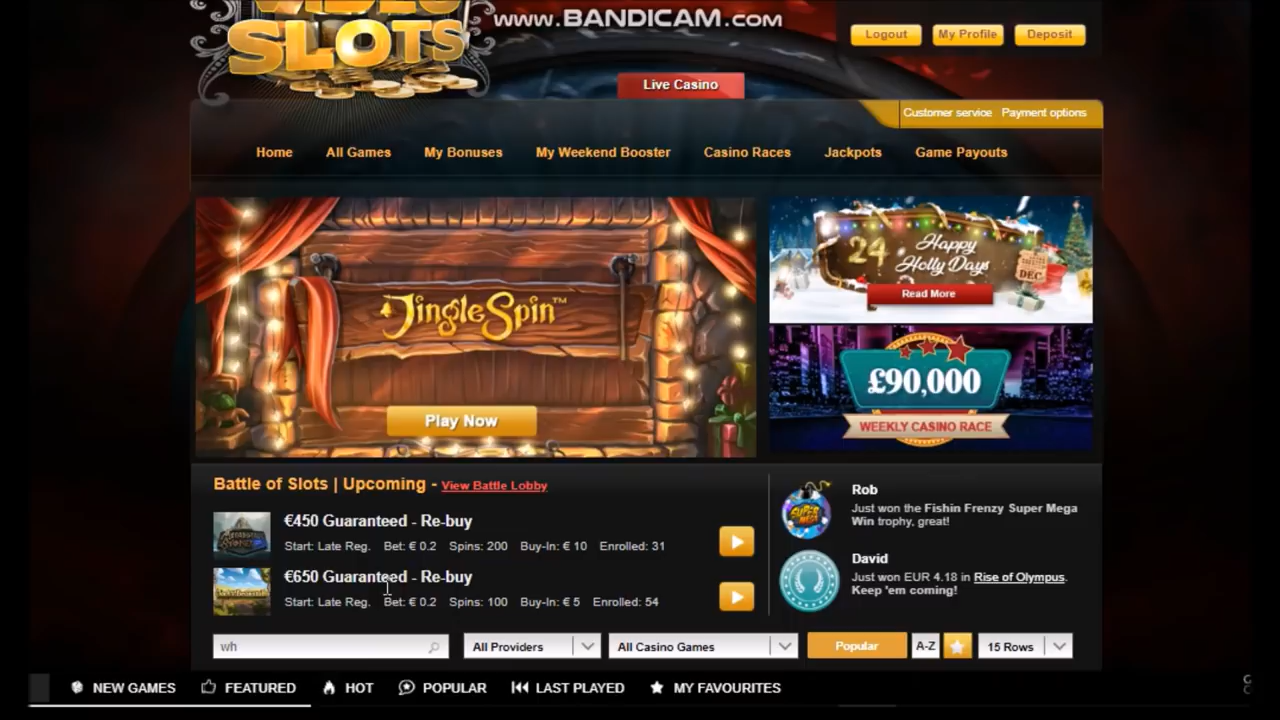 www.BANDICAM.com
VIDEO
SLOTS
Logout My Profile Deposit
Live Casino
Customer service Payment options
Home All Games My Bonuses My Weekend Booster Casino Races Jackpots Game Payouts
JingleSpin™
Play Now
24 Happy
Holly Days
DEC
Read More
£90,000
WEEKLY CASINO RACE
Battle of Slots | Upcoming - View Battle Lobby
€450 Guaranteed - Re-buy
Start: Late Reg. Bet: € 0.2 Spins: 200 Buy-In: € 10 Enrolled: 31
€650 Guaranteed - Re-buy
Start: Late Reg. Bet: € 0.2 Spins: 100 Buy-In: € 5 Enrolled: 54
SUPER
MEGA
Rob
Just won the Fishin Frenzy Super Mega
Win trophy, great!
David
Just won EUR 4.18 in Rise of Olympus.
Keep 'em coming!
wh All Providers All Casino Games Popular A-Z 15 Rows
NEW GAMES FEATURED HOT POPULAR LAST PLAYED MY FAVOURITES